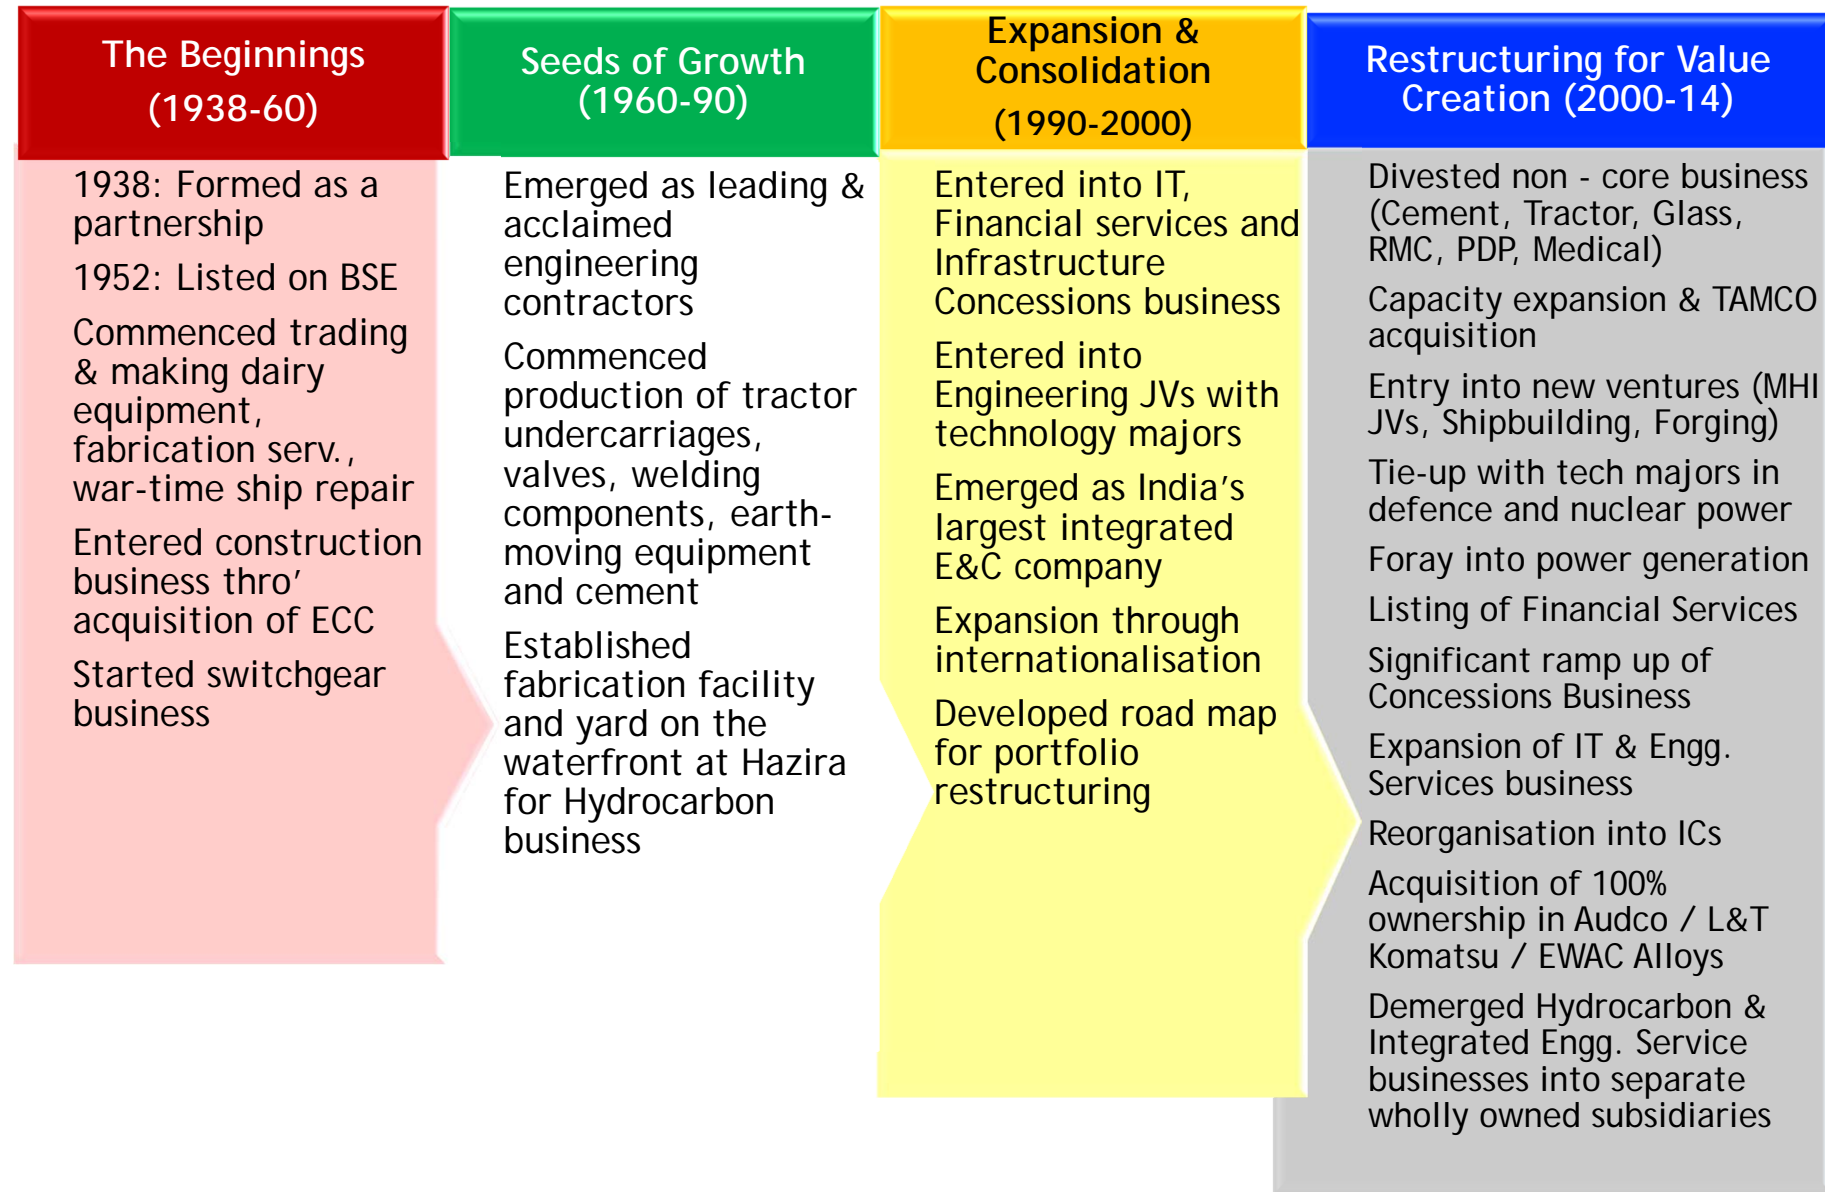 The Beginnings
(1938-60)
1938: Formed as a
partnership
1952: Listed on BSE
Commenced trading
& making dairy
equipment,
fabrication serv.,
war-time ship repair
Entered construction
business thro’
acquisition of ECC
Started switchgear
business
Seeds of Growth
(1960-90)
Emerged as leading &
acclaimed
engineering
contractors
Commenced
production of tractor
undercarriages,
valves, welding
components, earth-
moving equipment
and cement
Established
fabrication facility
and yard on the
waterfront at Hazira
for Hydrocarbon
business
Expansion &
Consolidation
(1990-2000)
Entered into IT,
Financial services and
Infrastructure
Concessions business
Entered into
Engineering JVs with
technology majors
Emerged as India’s
largest integrated
E&C company
Expansion through
internationalisation
Developed road map
for portfolio
restructuring
Restructuring for Value
Creation (2000-14)
Divested non - core business
(Cement, Tractor, Glass,
RMC, PDP, Medical)
Capacity expansion & TAMCO
acquisition
Entry into new ventures (MHI
JVs, Shipbuilding, Forging)
Tie-up with tech majors in
defence and nuclear power
Foray into power generation
Listing of Financial Services
Significant ramp up of
Concessions Business
Expansion of IT & Engg.
Services business
Reorganisation into ICs
Acquisition of 100%
ownership in Audco / L&T
Komatsu / EWAC Alloys
Demerged Hydrocarbon &
Integrated Engg. Service
businesses into separate
wholly owned subsidiaries